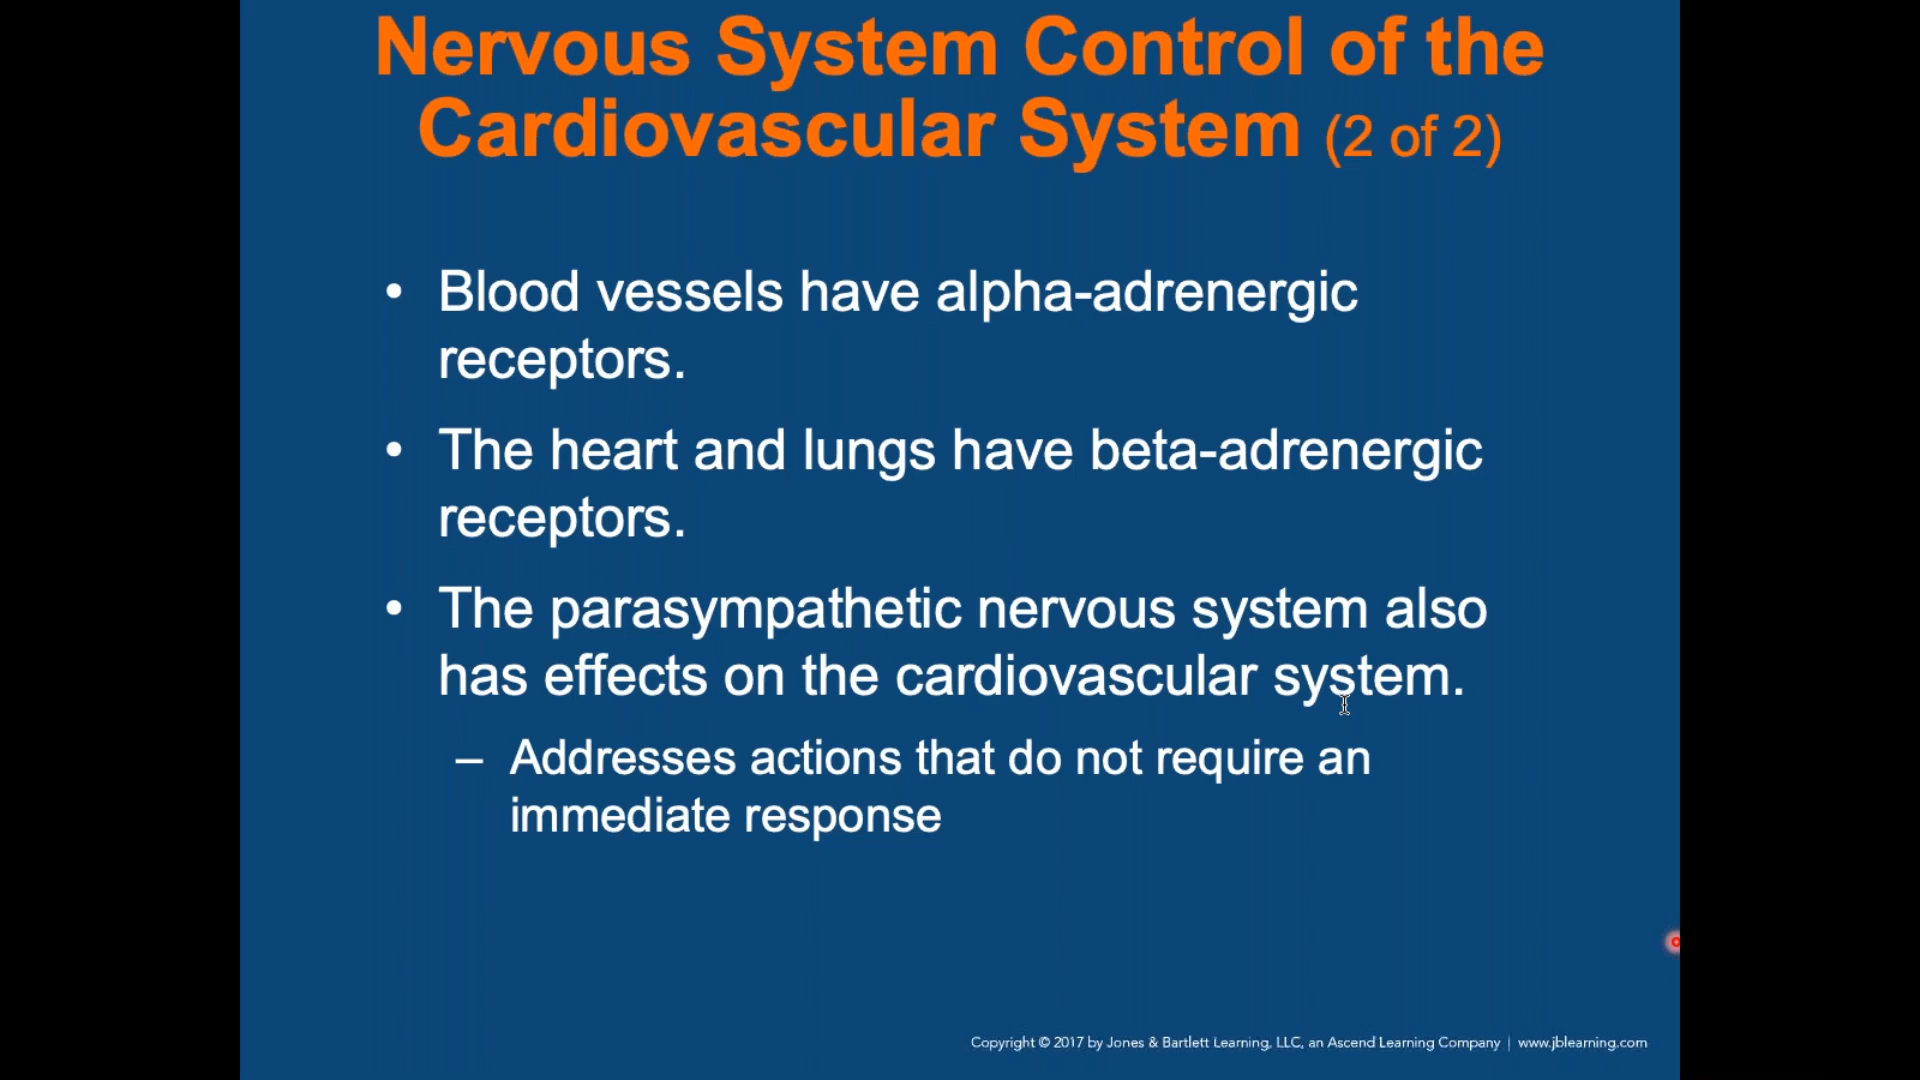 Nervous System Control of the
Cardiovascular System (2 of 2)
• Blood vessels have alpha-adrenergic
receptors.
• The heart and lungs have beta-adrenergic
receptors.
• The parasympathetic nervous system also
has effects on the cardiovascular system.
– Addresses actions that do not require an
immediate response
Copyright © 2017 by Jones & Bartlett Learning, LLC, an Ascend Learning Company | www.jblearning.com